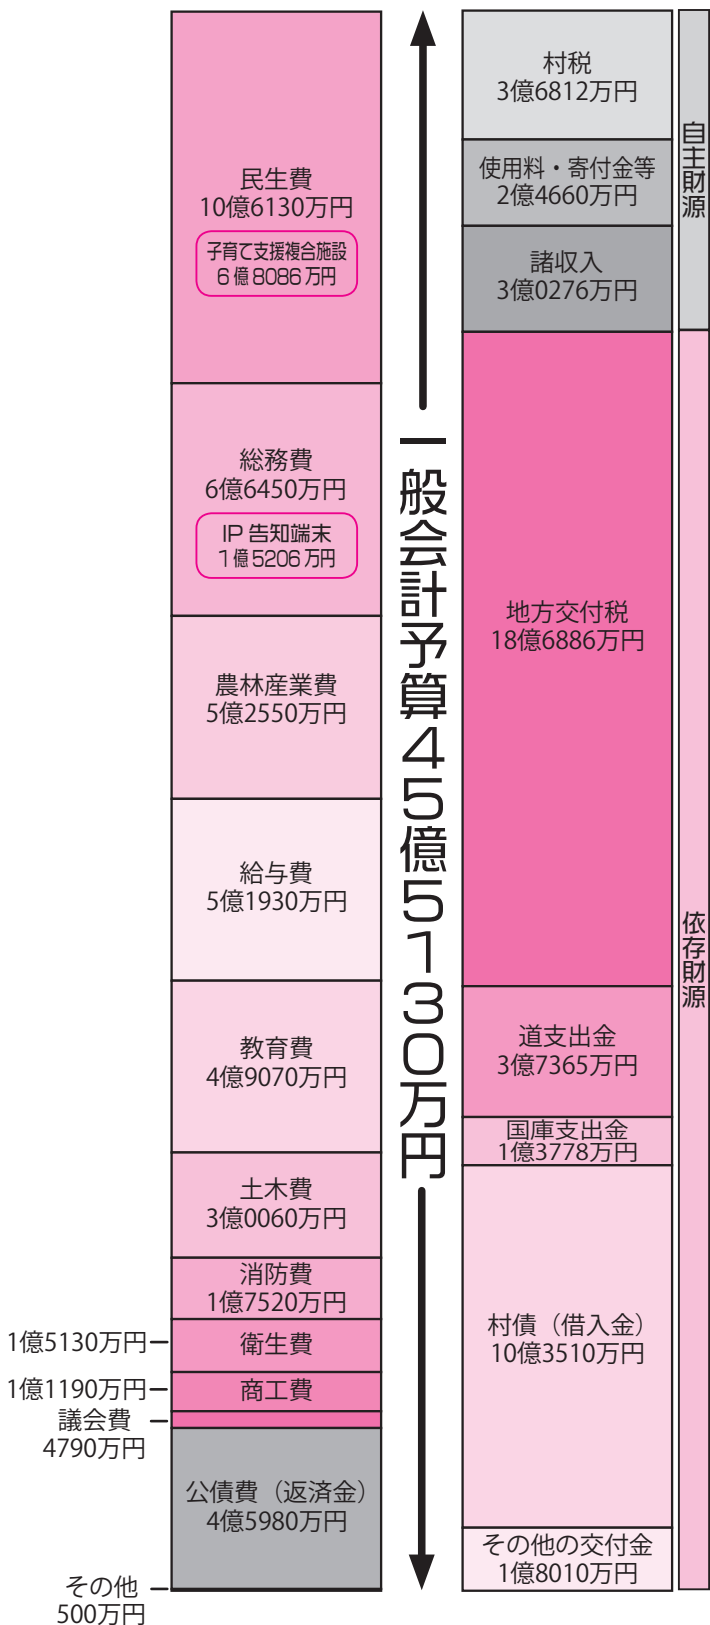 民生費
10億6130万円
子育て支援複合施設
6億8086万円
総務費
6億6450万円
IP告知端末
1億5206万円
農林産業費
5億2550万円
給与費
5億1930万円
教育費
4億9070万円
土木費
3億0060万円
消防費
1億7520万円
1億5130万円
衛生費
1億1190万円
商工費
議会費
4790万円
公債費（返済金）
4億5980万円
その他
500万円
一般会計予算45億5130万円
村税
3億6812万円
使用料・寄付金等
2億4660万円
諸収入
3億0276万円
地方交付税
18億6886万円
道支出金
3億7365万円
国庫支出金
1億3778万円
村債（借入金）
10億3510万円
その他の交付金
1億8010万円
自主財源
依存財源